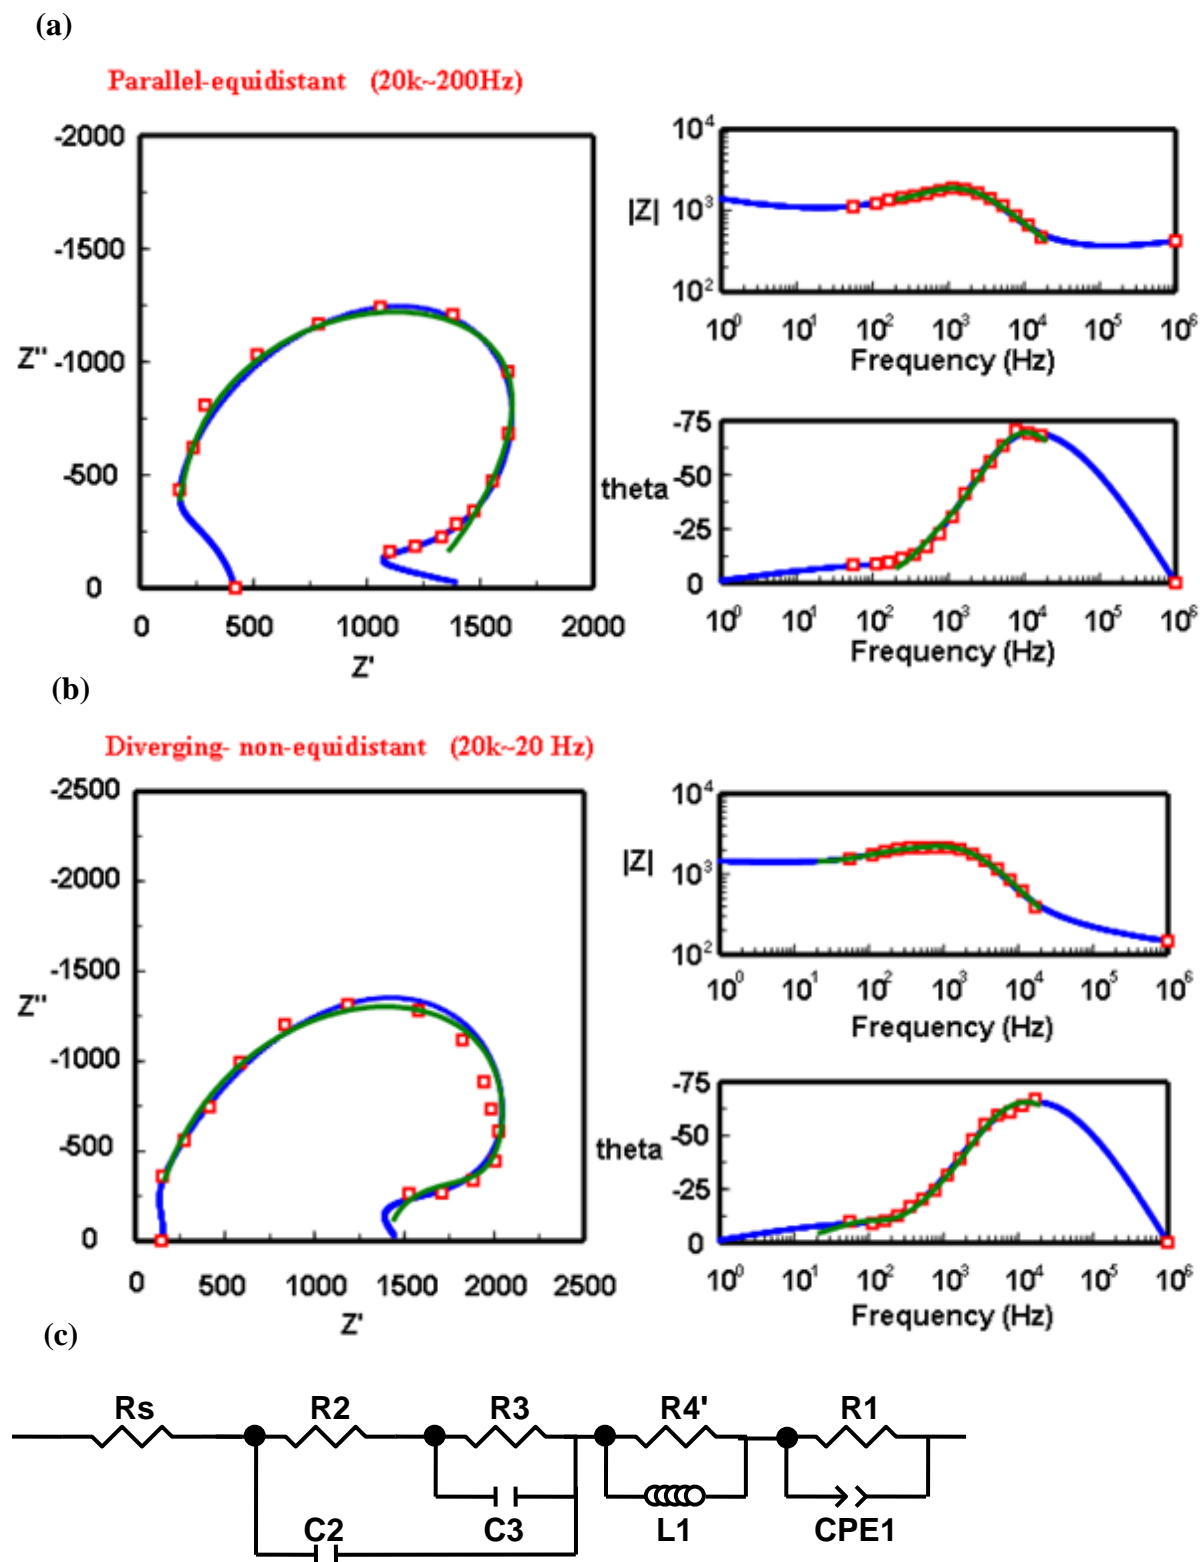 (a)
Parallel-equidistant (20k~200Hz)
-2000
-1500
Z'' -1000
-500
0
0 500 1000 1500 2000
Z'
10^4
|Z| 10^3
10^2
10^0 10^1 10^2 10^3 10^4 10^5 10^6
Frequency (Hz)
-75
-50
theta
-25
0
10^0 10^1 10^2 10^3 10^4 10^5 10^6
Frequency (Hz)
(b)
Diverging- non-equidistant (20k~20 Hz)
-2500
-2000
-1500
Z''
-1000
-500
0
0 500 1000 1500 2000 2500
Z'
10^4
|Z|
10^3
10^2
10^0 10^1 10^2 10^3 10^4 10^5 10^6
Frequency (Hz)
-75
-50
theta
-25
0
10^0 10^1 10^2 10^3 10^4 10^5 10^6
Frequency (Hz)
(c)
Rs R2 R3 R4' R1
C2 C3 L1 CPE1